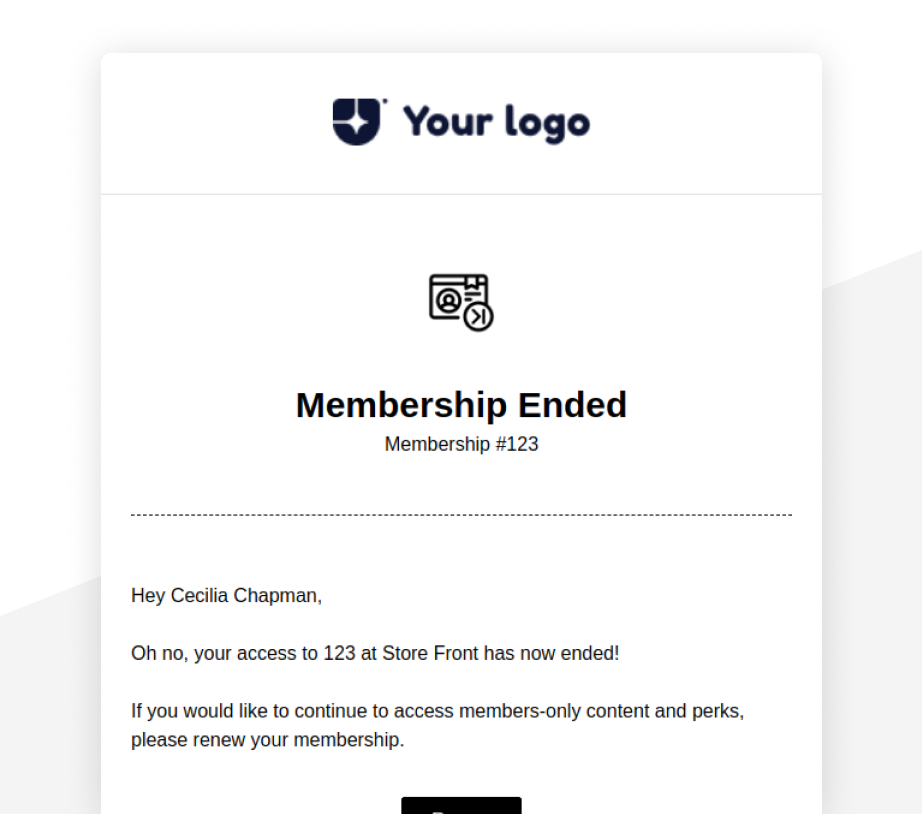 Your logo
Membership Ended
Membership #123
Hey Cecilia Chapman,
Oh no, your access to 123 at Store Front has now ended!
If you would like to continue to access members-only content and perks,
please renew your membership.